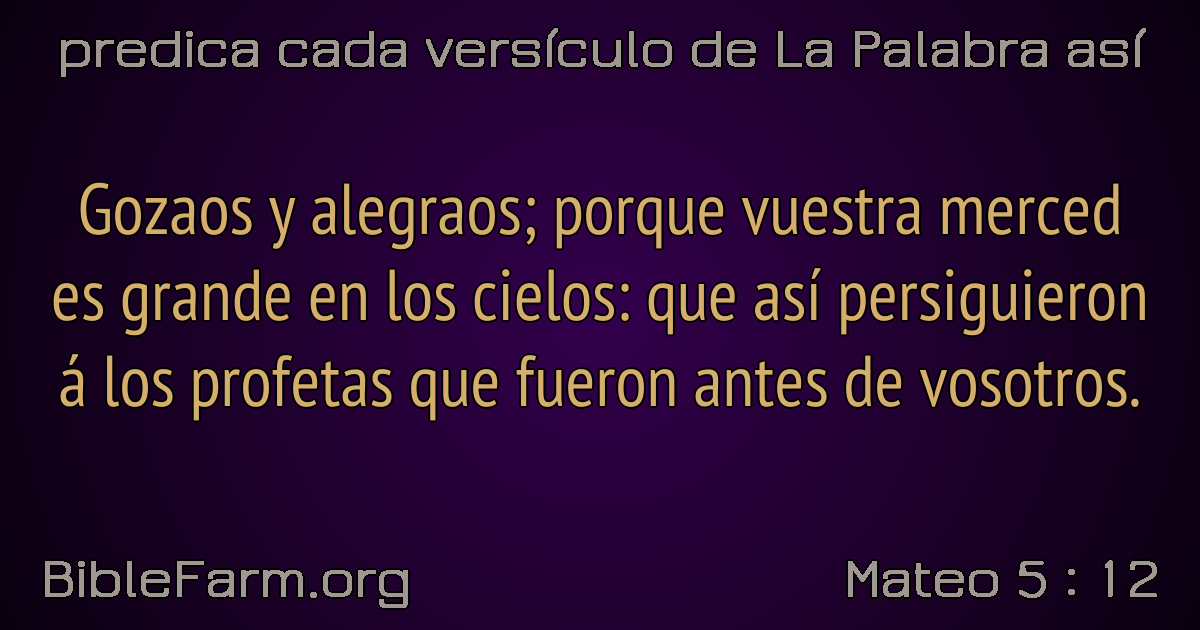 predica cada versículo de La Palabra así
Gozaos y alegraos; porque vuestra merced
es grande en los cielos: que así persiguieron
á los profetas que fueron antes de vosotros.
BibleFarm.org
Mateo 5 : 12